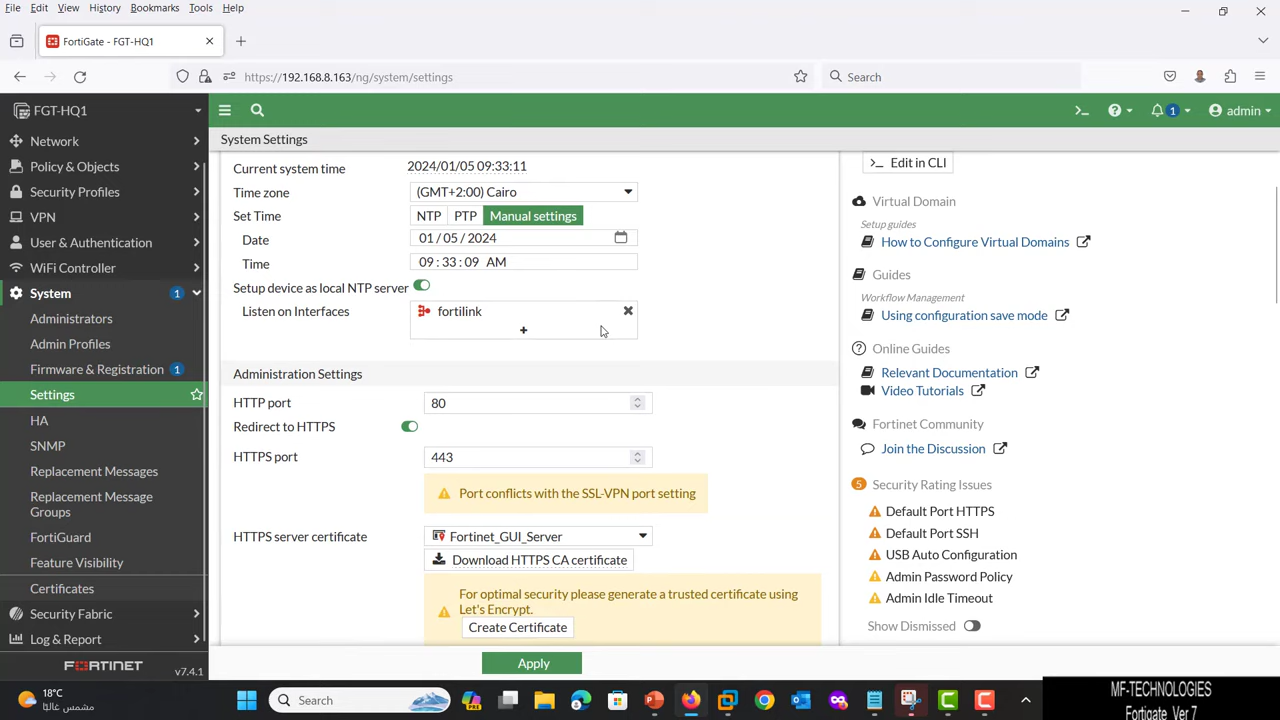 File Edit View History Bookmarks Tools Help
FortiGate - FGT-HQ1
https://192.168.8.163/ng/system/settings
Search
FGT-HQ1
admin
1
Network
Policy & Objects
Security Profiles
VPN
User & Authentication
WiFi Controller
System 1
Administrators
Admin Profiles
Firmware & Registration 1
Settings
HA
SNMP
Replacement Messages
Replacement Message
Groups
FortiGuard
Feature Visibility
Certificates
Security Fabric
Log & Report
FORTINET
v7.4.1
System Settings
Current system time 2024/01/05 09:33:11
Time zone (GMT+2:00) Cairo
Set Time NTP PTP Manual settings
Date 01 / 05 / 2024
Time 09 : 33 : 09 AM
Setup device as local NTP server
Listen on Interfaces fortilink
Administration Settings
HTTP port 80
Redirect to HTTPS
HTTPS port 443
Port conflicts with the SSL-VPN port setting
HTTPS server certificate Fortinet_GUI_Server
Download HTTPS CA certificate
For optimal security please generate a trusted certificate using
Let's Encrypt.
Create Certificate
Apply
>_ Edit in CLI
Virtual Domain
Setup guides
How to Configure Virtual Domains
Guides
Workflow Management
Using configuration save mode
Online Guides
Relevant Documentation
Video Tutorials
Fortinet Community
Join the Discussion
5 Security Rating Issues
Default Port HTTPS
Default Port SSH
USB Auto Configuration
Admin Password Policy
Admin Idle Timeout
Show Dismissed
18°C
مشمس غالبًا
Search
MF-TECHNOLOGIES
Fortigate Ver 7